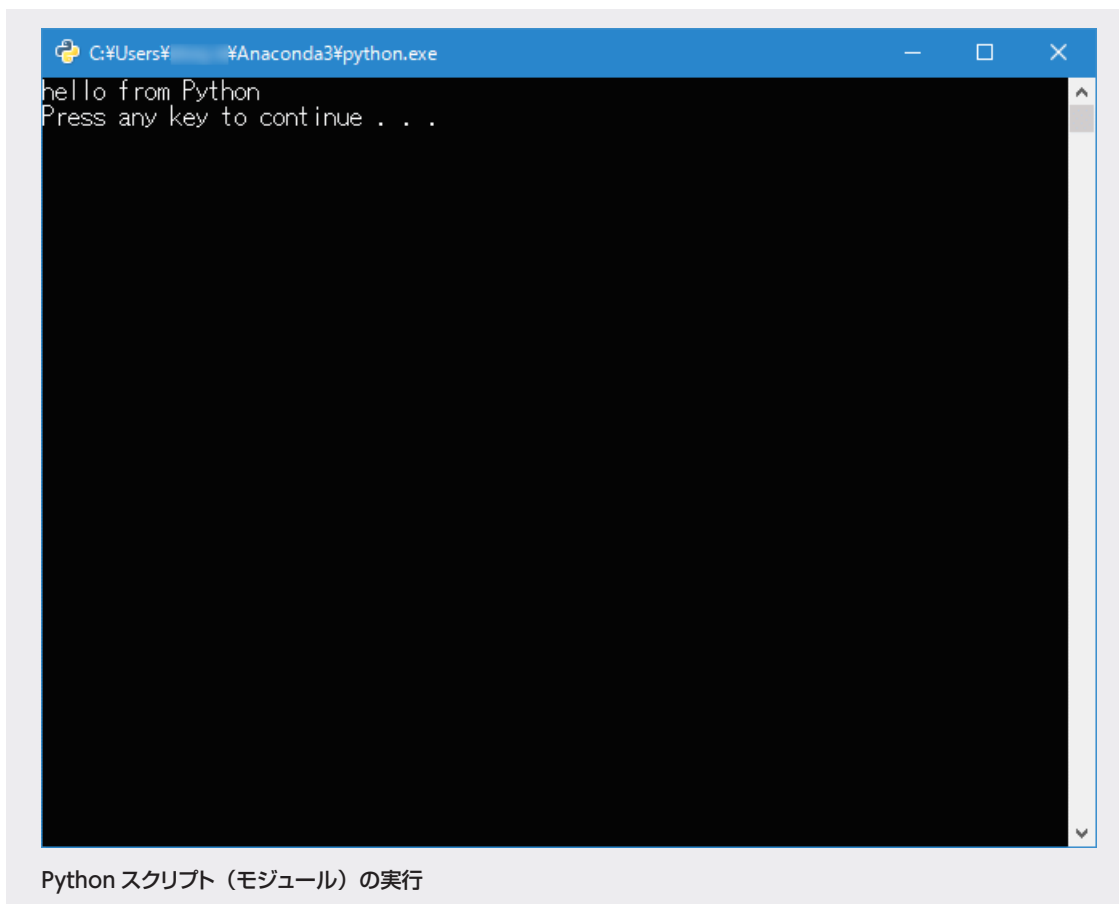 C:¥Users¥ ¥Anaconda3¥python.exe
hello from Python
Press any key to continue . . .
Python スクリプト（モジュール）の実行